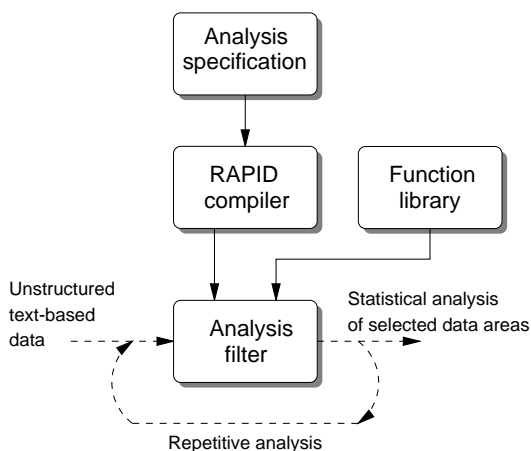 Analysis
specification
RAPID
compiler
Function
library
Unstructured
text-based
data
Analysis
filter
Statistical analysis
of selected data areas
Repetitive analysis